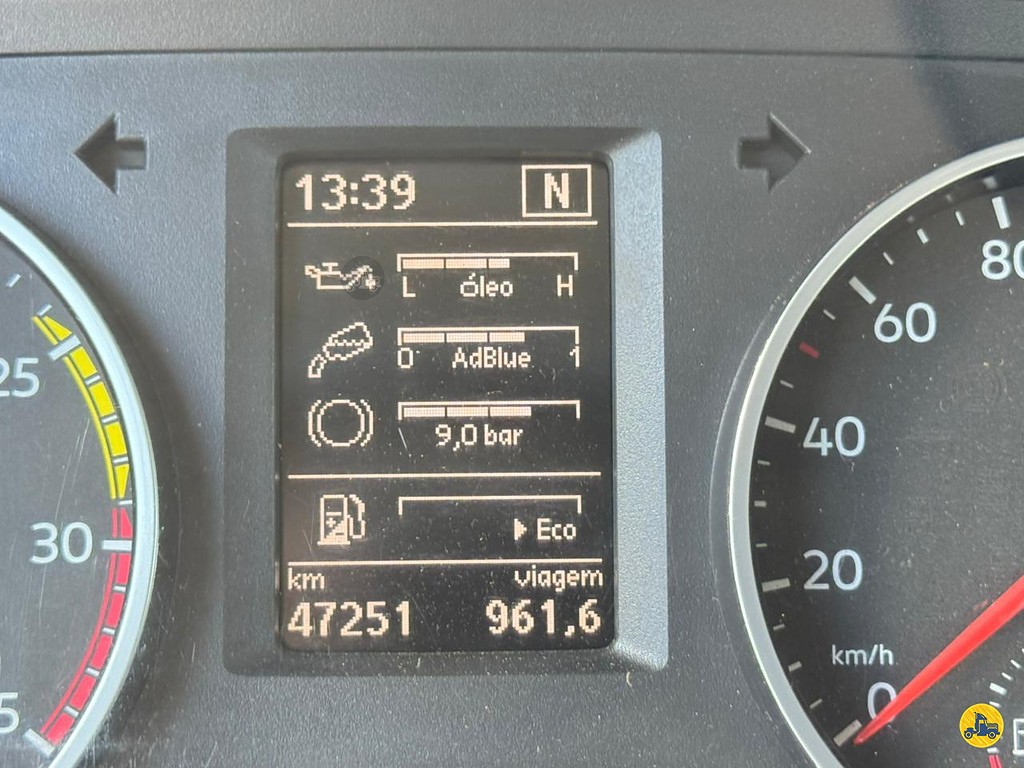 13:39 N
L Óleo H
0 AdBlue 1
9,0 bar
Eco
km viagem
47251 961,6
25
30
5
80
60
40
20
km/h
0